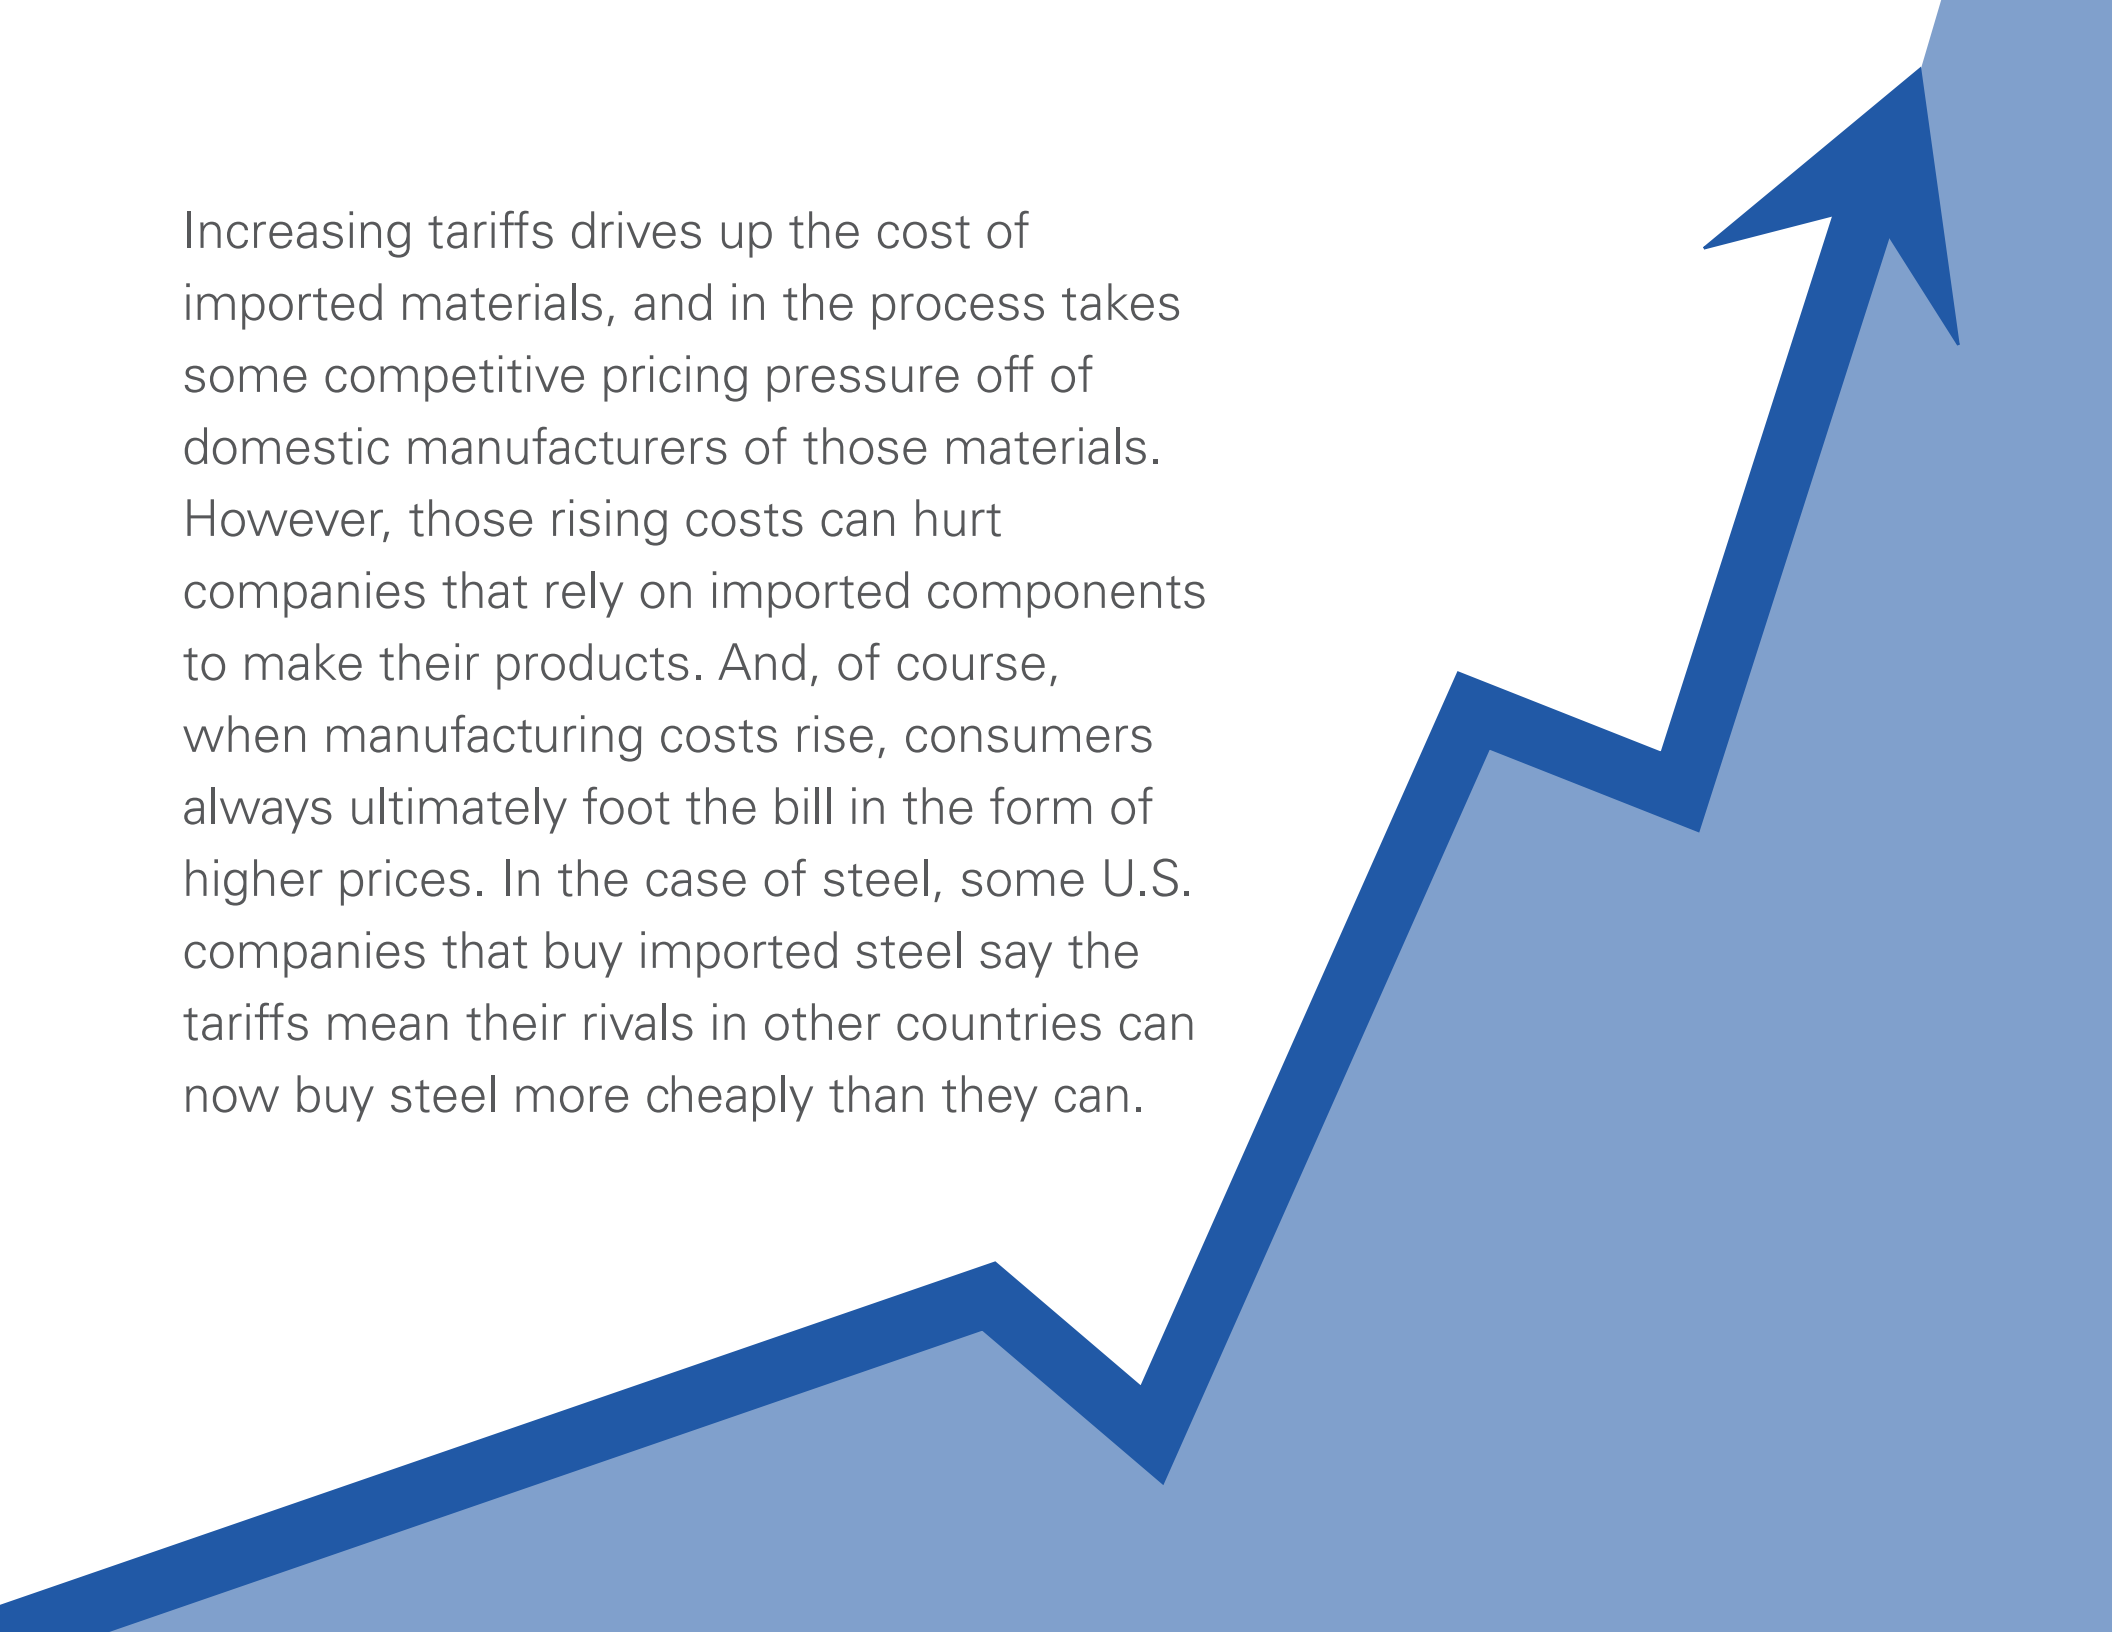 Increasing tariffs drives up the cost of
imported materials, and in the process takes
some competitive pricing pressure off of
domestic manufacturers of those materials.
However, those rising costs can hurt
companies that rely on imported components
to make their products. And, of course,
when manufacturing costs rise, consumers
always ultimately foot the bill in the form of
higher prices. In the case of steel, some U.S.
companies that buy imported steel say the
tariffs mean their rivals in other countries can
now buy steel more cheaply than they can.